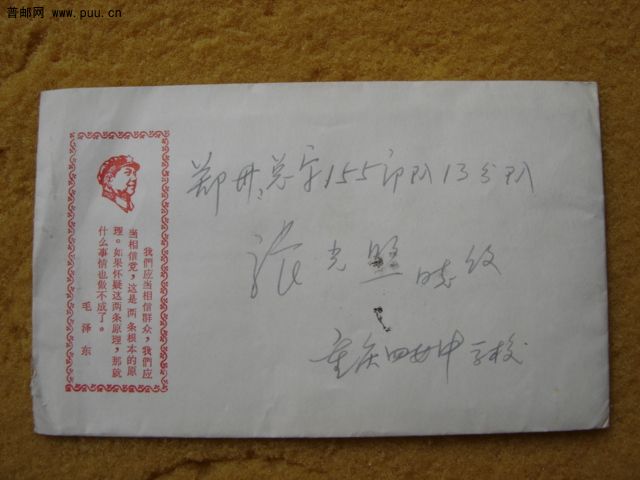 普邮网 www.puu.cn
我們应当相信群众，我們应
当相信党，这是两条根本的原
理。如果怀疑这两条原理，那就
什么事情也做不成了。
毛泽东
郑州总字155部队13分队
张光照 收
重庆四女中学校